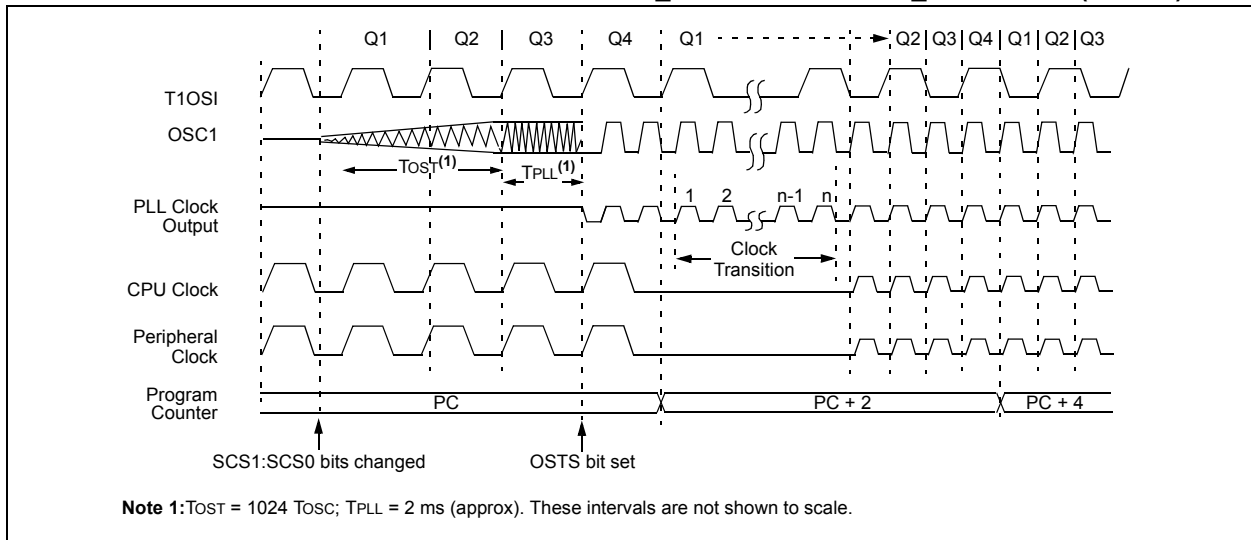 Q1 Q2 Q3 Q4 Q1 Q2 Q3 Q4 Q1 Q2 Q3
T1OSI
OSC1
TOST(1)
TPLL(1)
PLL Clock
Output
1 2 n-1 n
Clock
Transition
CPU Clock
Peripheral
Clock
Program
Counter
PC PC + 2 PC + 4
SCS1:SCS0 bits changed
OSTS bit set
Note 1:TOST = 1024 TOSC; TPLL = 2 ms (approx). These intervals are not shown to scale.